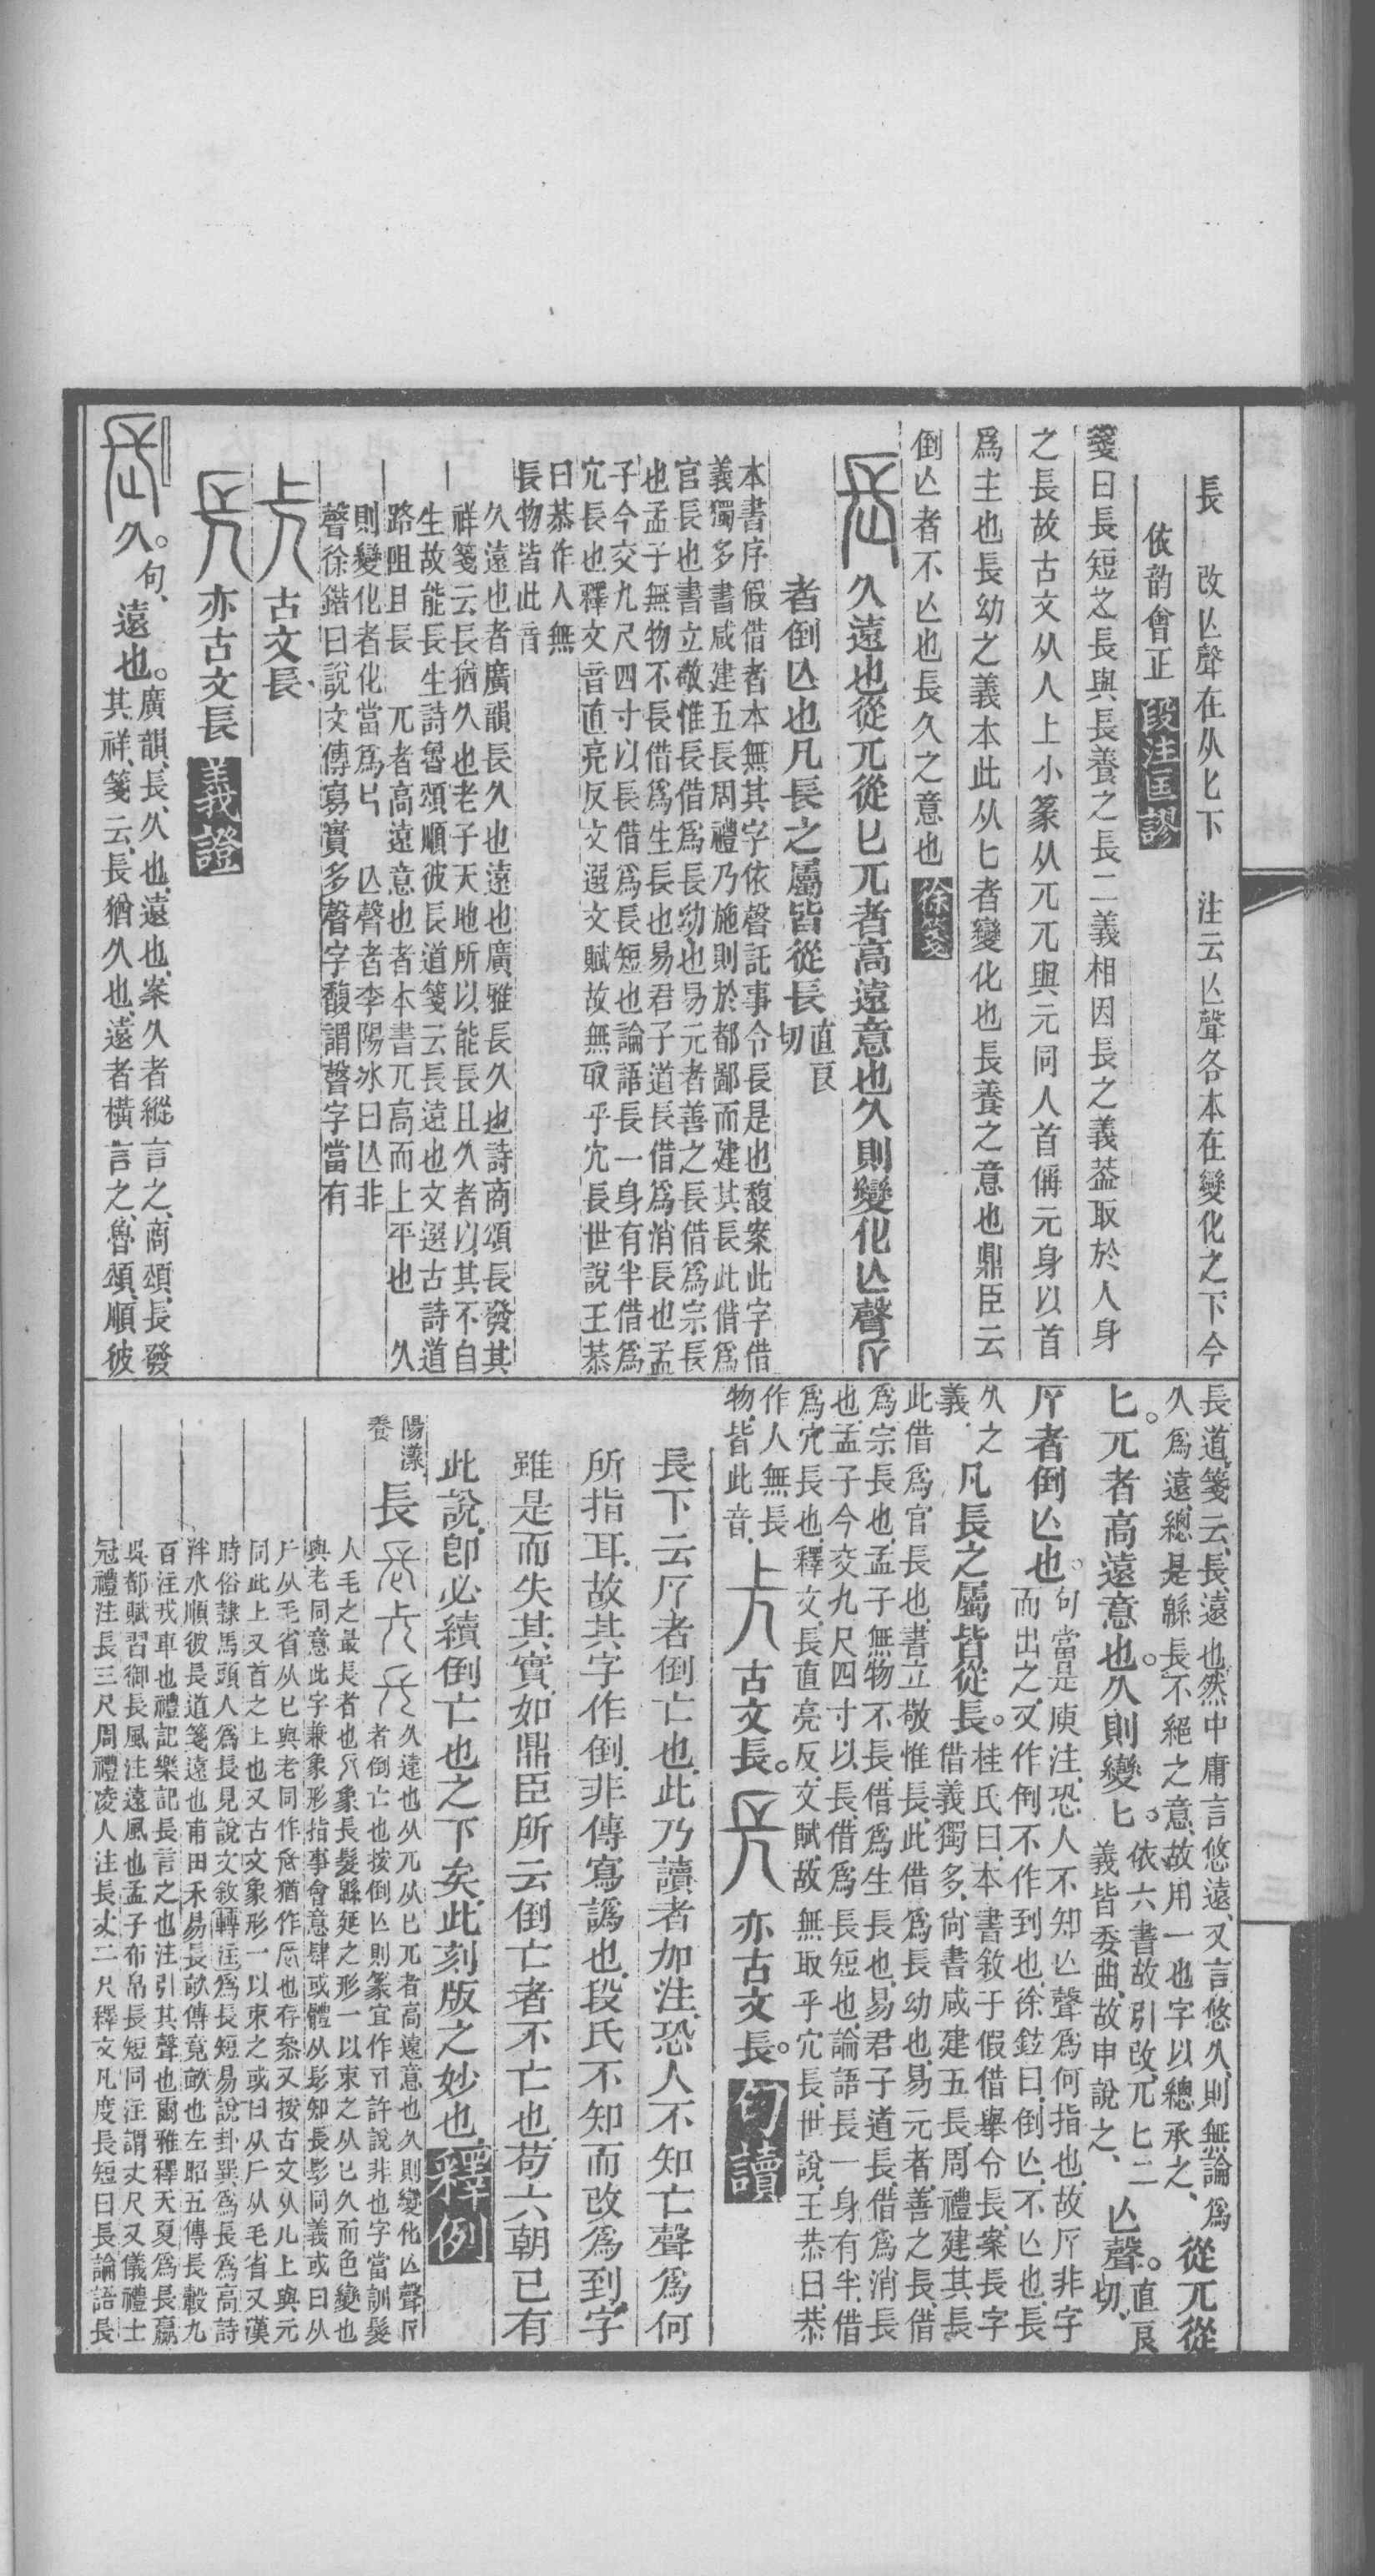 長　改亾聲在从匕下　注云亾聲各本在變化之下今
依韵會正　段注匡謬
箋曰長短之長與長養之長二義相因長之義葢取於人身
之長故古文从人上小篆从兀兀與元同人首偁元身以首
爲主也長幼之義本此从匕者變化也長養之意也鼎臣云
倒亾者不亾也長久之意也　徐箋
久遠也從兀從匕兀者高遠意也久則變化亾聲𠂾
者倒亾也凡長之屬皆從長直良切
本書序假借者本無其字依聲託事令長是也馥案此字借
義獨多書咸建五長周禮乃施則於都鄙而建其長此借爲
官長也書立敬惟長借爲長幼也易元者善之長借爲宗長
也孟子無物不長借爲生長也易君子道長借爲消長也孟
子今交九尺四寸以長借爲長短也論語長一身有半借爲
宂長也釋文音直亮反文選文賦故無取乎宂長世說王恭
曰恭作人無
長物皆此音
久遠也者廣韻長久也遠也廣雅長久也詩商頌長發其
祥箋云長猶久也老子天地所以能長且久者以其不自
生故能長生詩魯頌順彼長道箋云長遠也文選古詩道
路阻且長　兀者高遠意也者本書兀高而上平也　久
則變化者化當爲匕　亾聲者李陽冰曰亾非
聲徐鍇曰說文傳寫實多聲字馥謂聲字當有
古文長
亦古文長　義證
久。句、遠也。廣韻、長、久也、遠也、案久者縱言之、商頌、長發
其祥、箋云、長猶久也、遠者橫言之、魯頌、順彼
長道、箋云、長、遠也、然中庸言悠遠、又言悠久、則無論爲
久爲遠、總是緜長不絕之意、故用一也字以總承之、從兀從
匕。兀者高遠意也。久則變匕。依六書故引改、兀匕二
義皆委曲、故申說之、亾聲。直良切、
𠂾者倒亾也。句當是庾注、恐人不知亾聲爲何指也、故𠂾非字
而出之、又作倒不作到也、徐鉉曰、倒亾、不亾也、長
久之
義、凡長之屬皆從長。桂氏曰、本書敘于假借舉令長、案長字
借義獨多、尙書咸建五長、周禮建其長
此借爲官長也、書立敬惟長、此借爲長幼也、易元者善之長、借
爲宗長也、孟子無物不長、借爲生長也、易君子道長、借爲消長
也、孟子今交九尺四寸以長、借爲長短也、論語長一身有半、借
爲宂長也、釋文、長直亮反、文賦、故無取乎宂長、世說、王恭曰、恭
作人無長
物、皆此音、古文長。亦古文長。句讀
長下云𠂾者倒亡也、此乃讀者加注、恐人不知亡聲爲何
所指耳、故其字作倒、非傳寫譌也、段氏不知而改爲到、字
雖是而失其實、如鼎臣所云倒亡者不亡也、苟六朝已有
此說、卽必續倒亡也之下矣、此刻版之妙也、釋例
陽漾養
長　久遠也从兀从匕兀者高遠意也久則變化亾聲𠂾
者倒亡也按倒亾則篆宜作許說非也字當訓髮
人毛之最長者也象長髮緜延之形一以束之从匕久而色變也
與老同意此字兼象形指事會意肆或體从髟知長髟同義或曰从
尸从毛省从匕與老同作猶作也存參又按古文从儿上與元
同此上又首之上也又古文象形一以束之或曰从尸从毛省又漢
時俗隸馬頭人爲長見說文敘轉注爲長短易說卦巽爲長爲高詩
泮水順彼長道箋遠也甫田禾易長畝傳竟畝也左昭五傳長轂九
百注戎車也禮記樂記長言之也注引其聲也爾雅釋天夏爲長嬴
吳都賦習御長風注遠風也孟子布帛長短同注謂丈尺又儀禮士
冠禮注長三尺周禮凌人注長丈二尺釋文凡度長短曰長論語長